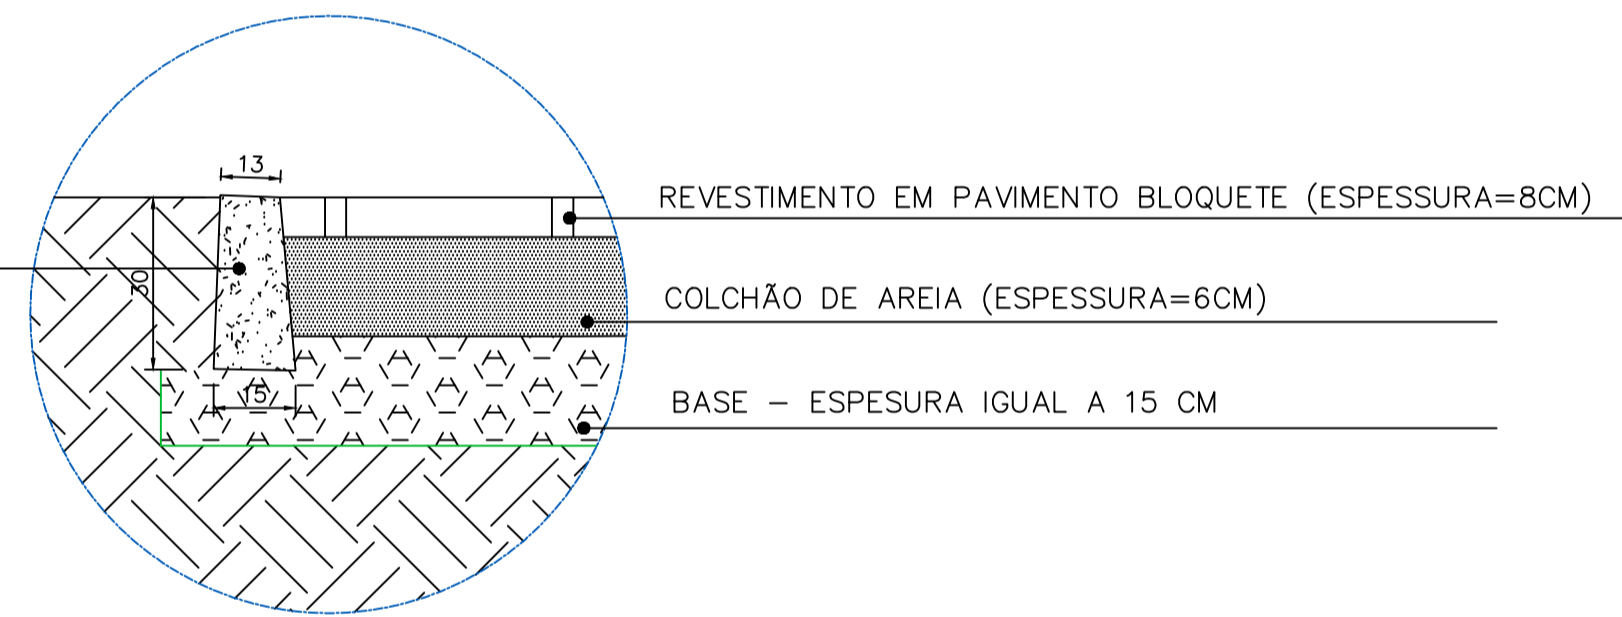 13
REVESTIMENTO EM PAVIMENTO BLOQUETE (ESPESSURA=8CM)
30
COLCHÃO DE AREIA (ESPESSURA=6CM)
15
BASE – ESPESURA IGUAL A 15 CM